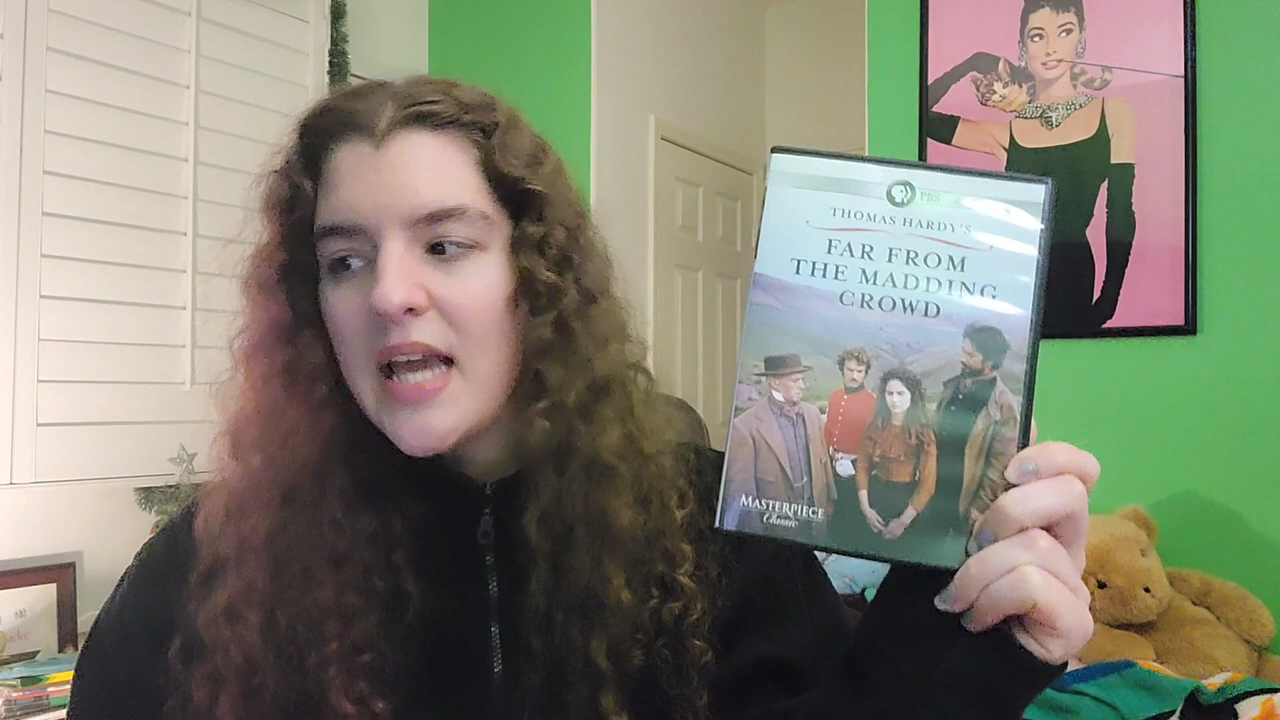 PBS
THOMAS HARDY'S
FAR FROM
THE MADDING
CROWD
MASTERPIECE
Classic